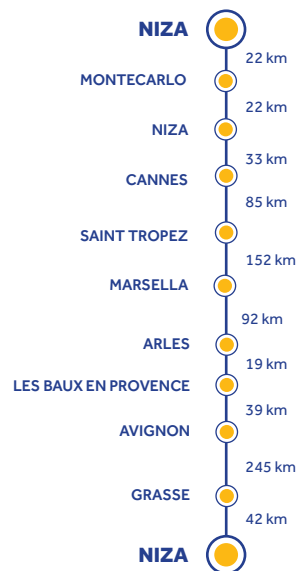 NIZA
22 km
MONTECARLO
22 km
NIZA
33 km
CANNES
85 km
SAINT TROPEZ
152 km
MARSELLA
92 km
ARLES
19 km
LES BAUX EN PROVENCE
39 km
AVIGNON
245 km
GRASSE
42 km
NIZA